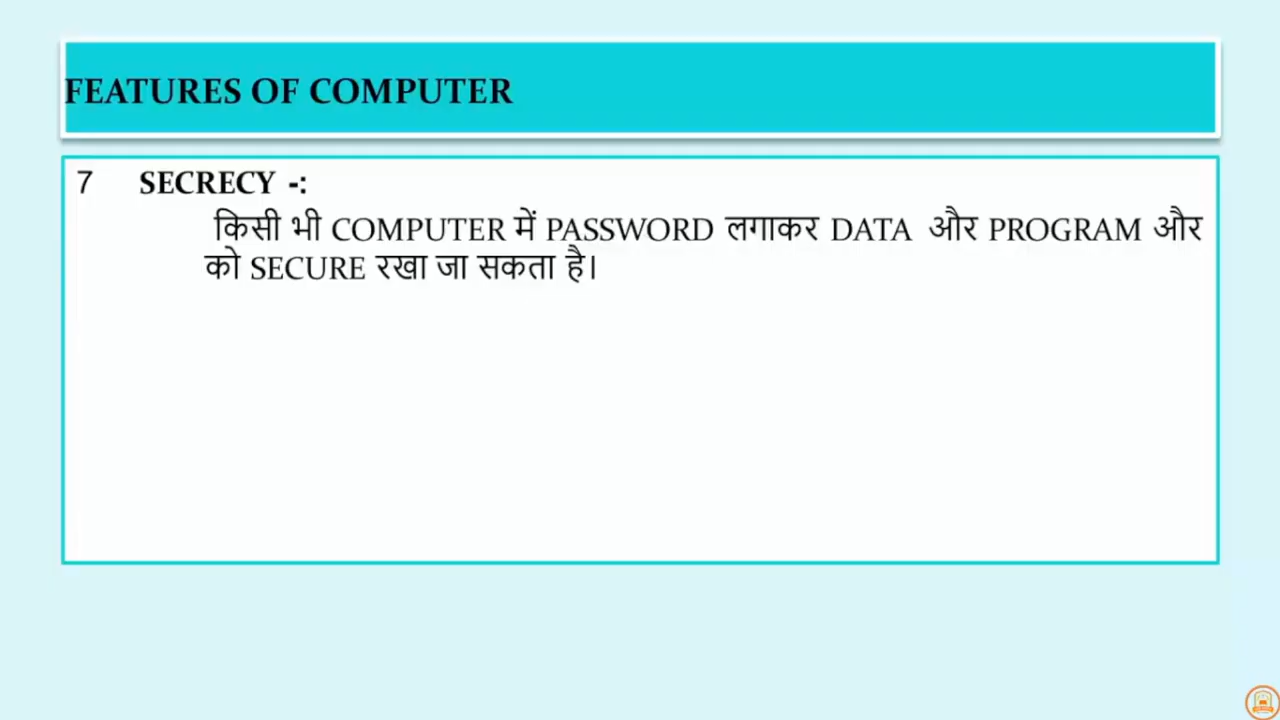 FEATURES OF COMPUTER
7 SECRECY -:
किसी भी COMPUTER में PASSWORD लगाकर DATA और PROGRAM और
को SECURE रखा जा सकता है।